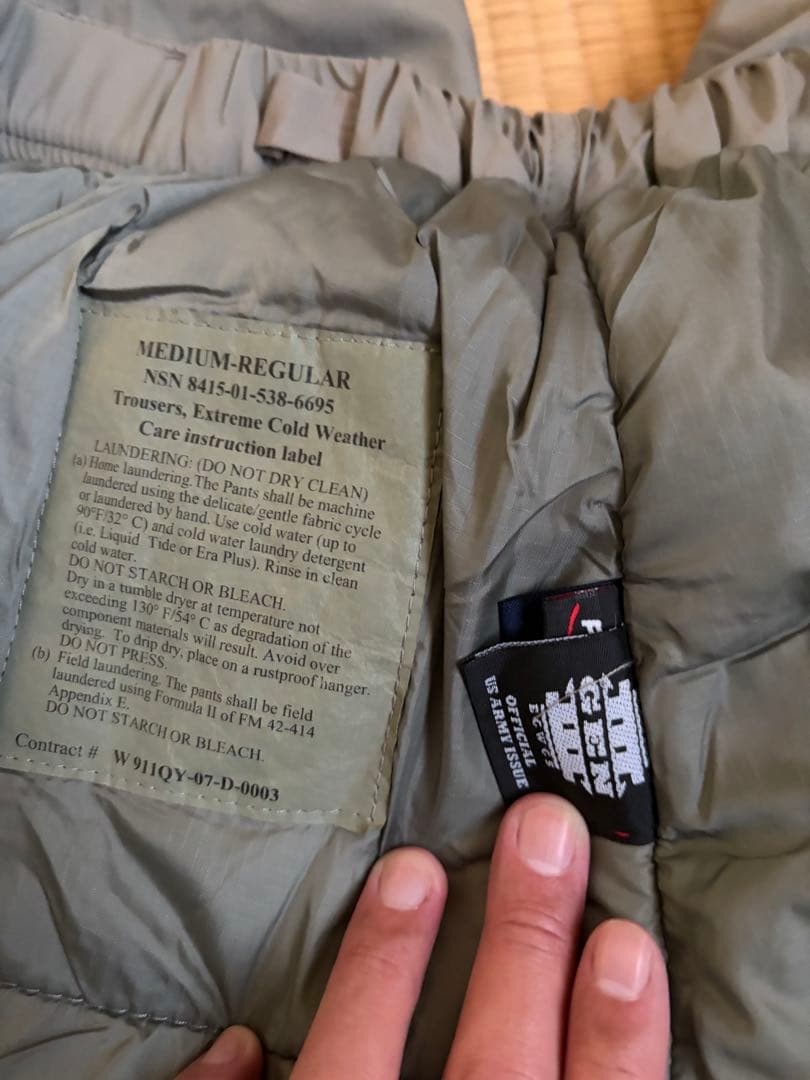 MEDIUM-REGULAR
NSN 8415-01-538-6695
Trousers, Extreme Cold Weather
Care instruction label
LAUNDERING: (DO NOT DRY CLEAN)
(a) Home laundering. The Pants shall be machine
laundered using the delicate/gentle fabric cycle
or laundered by hand. Use cold water (up to
90°F/32° C) and cold water laundry detergent
(i.e. Liquid Tide or Era Plus). Rinse in clean
cold water.
DO NOT STARCH OR BLEACH.
Dry in a tumble dryer at temperature not
exceeding 130° F/54° C as degradation of the
component materials will result. Avoid over
drying. To drip dry, place on a rustproof hanger.
DO NOT PRESS.
(b) Field laundering. The pants shall be field
laundered using Formula II of FM 42-414
Appendix E.
DO NOT STARCH OR BLEACH.
Contract # W911QY-07-D-0003
GEN
III
ECWCS
OFFICIAL
US ARMY ISSUE